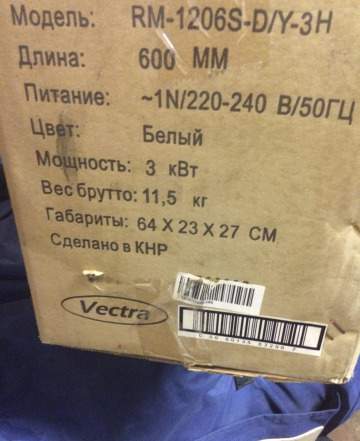 Модель: RM-1206S-D/Y-3H
Длина: 600 ММ
Питание: ~1N/220-240 В/50ГЦ
Цвет: Белый
Мощность: 3 кВт
Вес брутто: 11,5 кг
Габариты: 64 X 23 X 27 СМ
Сделано в КНР
Vectra